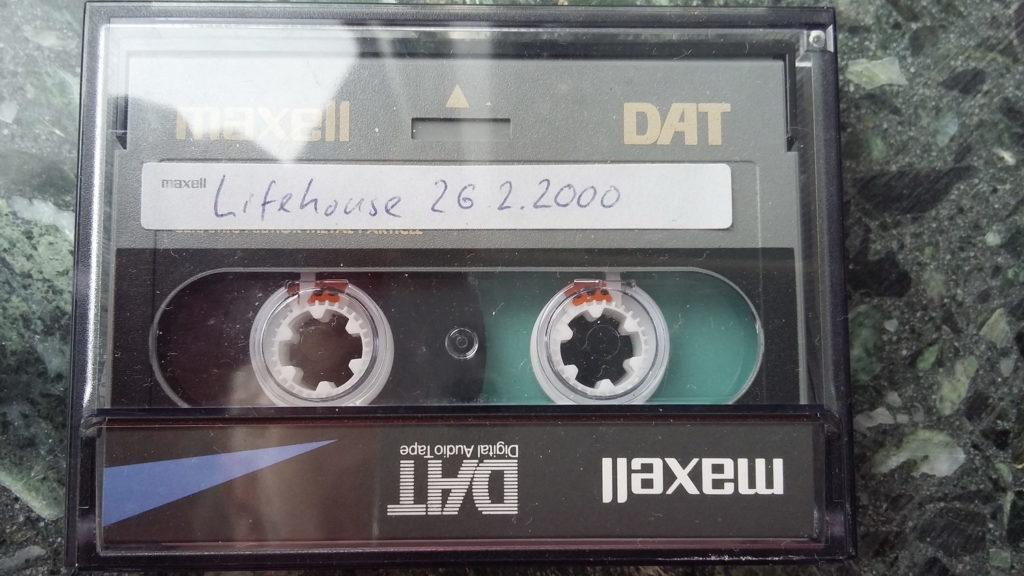 maxell DAT
maxell Lifehouse 26.2.2000
Digital Audio Tape
DAT
maxell